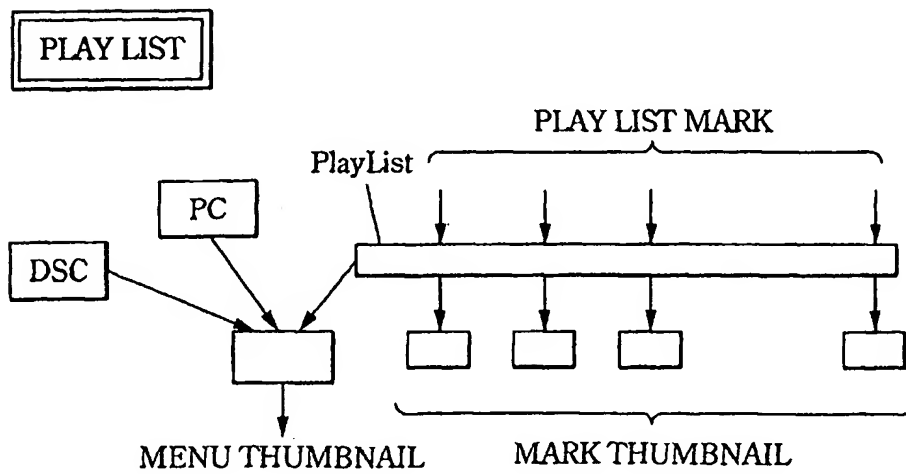 PLAY LIST
PLAY LIST MARK
PlayList
PC
DSC
MENU THUMBNAIL
MARK THUMBNAIL